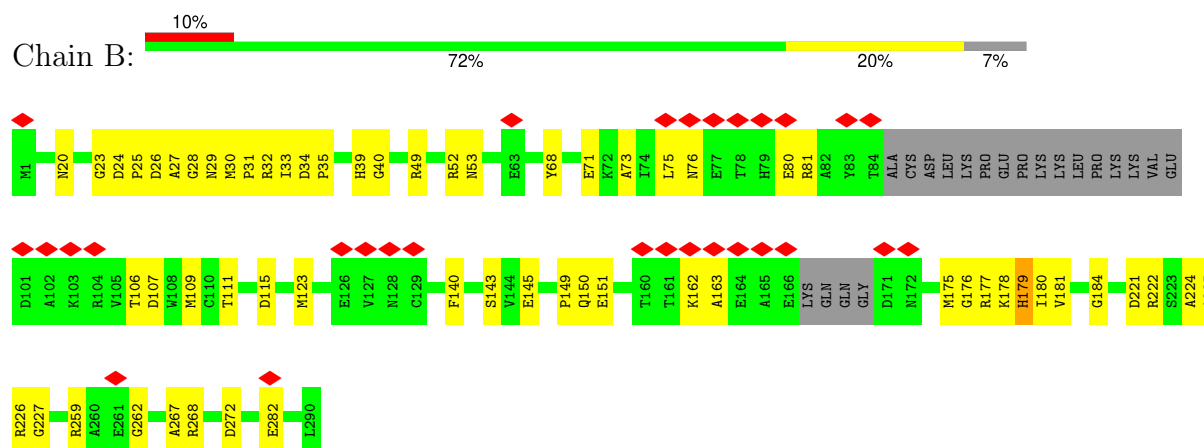 10%
Chain B:
72% 20% 7%
M1 N20 G23 D24 P25 D26 A27 G28 N29 M30 P31 R32 I33 D34 P35 H39 G40 R49 R52 N53 E63 Y68 E71 K72 A73 I74 L75 N76 E77 T78 H79 E80 R81 A82 Y83 T84 ALA CYS ASP LEU LYS PRO GLU PRO LYS LYS LEU PRO LYS LYS VAL GLU
D101 A102 K103 R104 V105 T106 D107 W108 M109 C110 T111 D115 M123 E126 V127 N128 C129 F140 S143 V144 E145 P149 Q150 E151 T160 T161 K162 A163 E164 A165 E166 LYS GLN GLN GLY D171 N172 M175 G176 R177 K178 H179 I180 V181 G184 D221 R222 S223 A224
R226 G227 R259 A260 E261 G262 A267 R268 D272 E282 L290